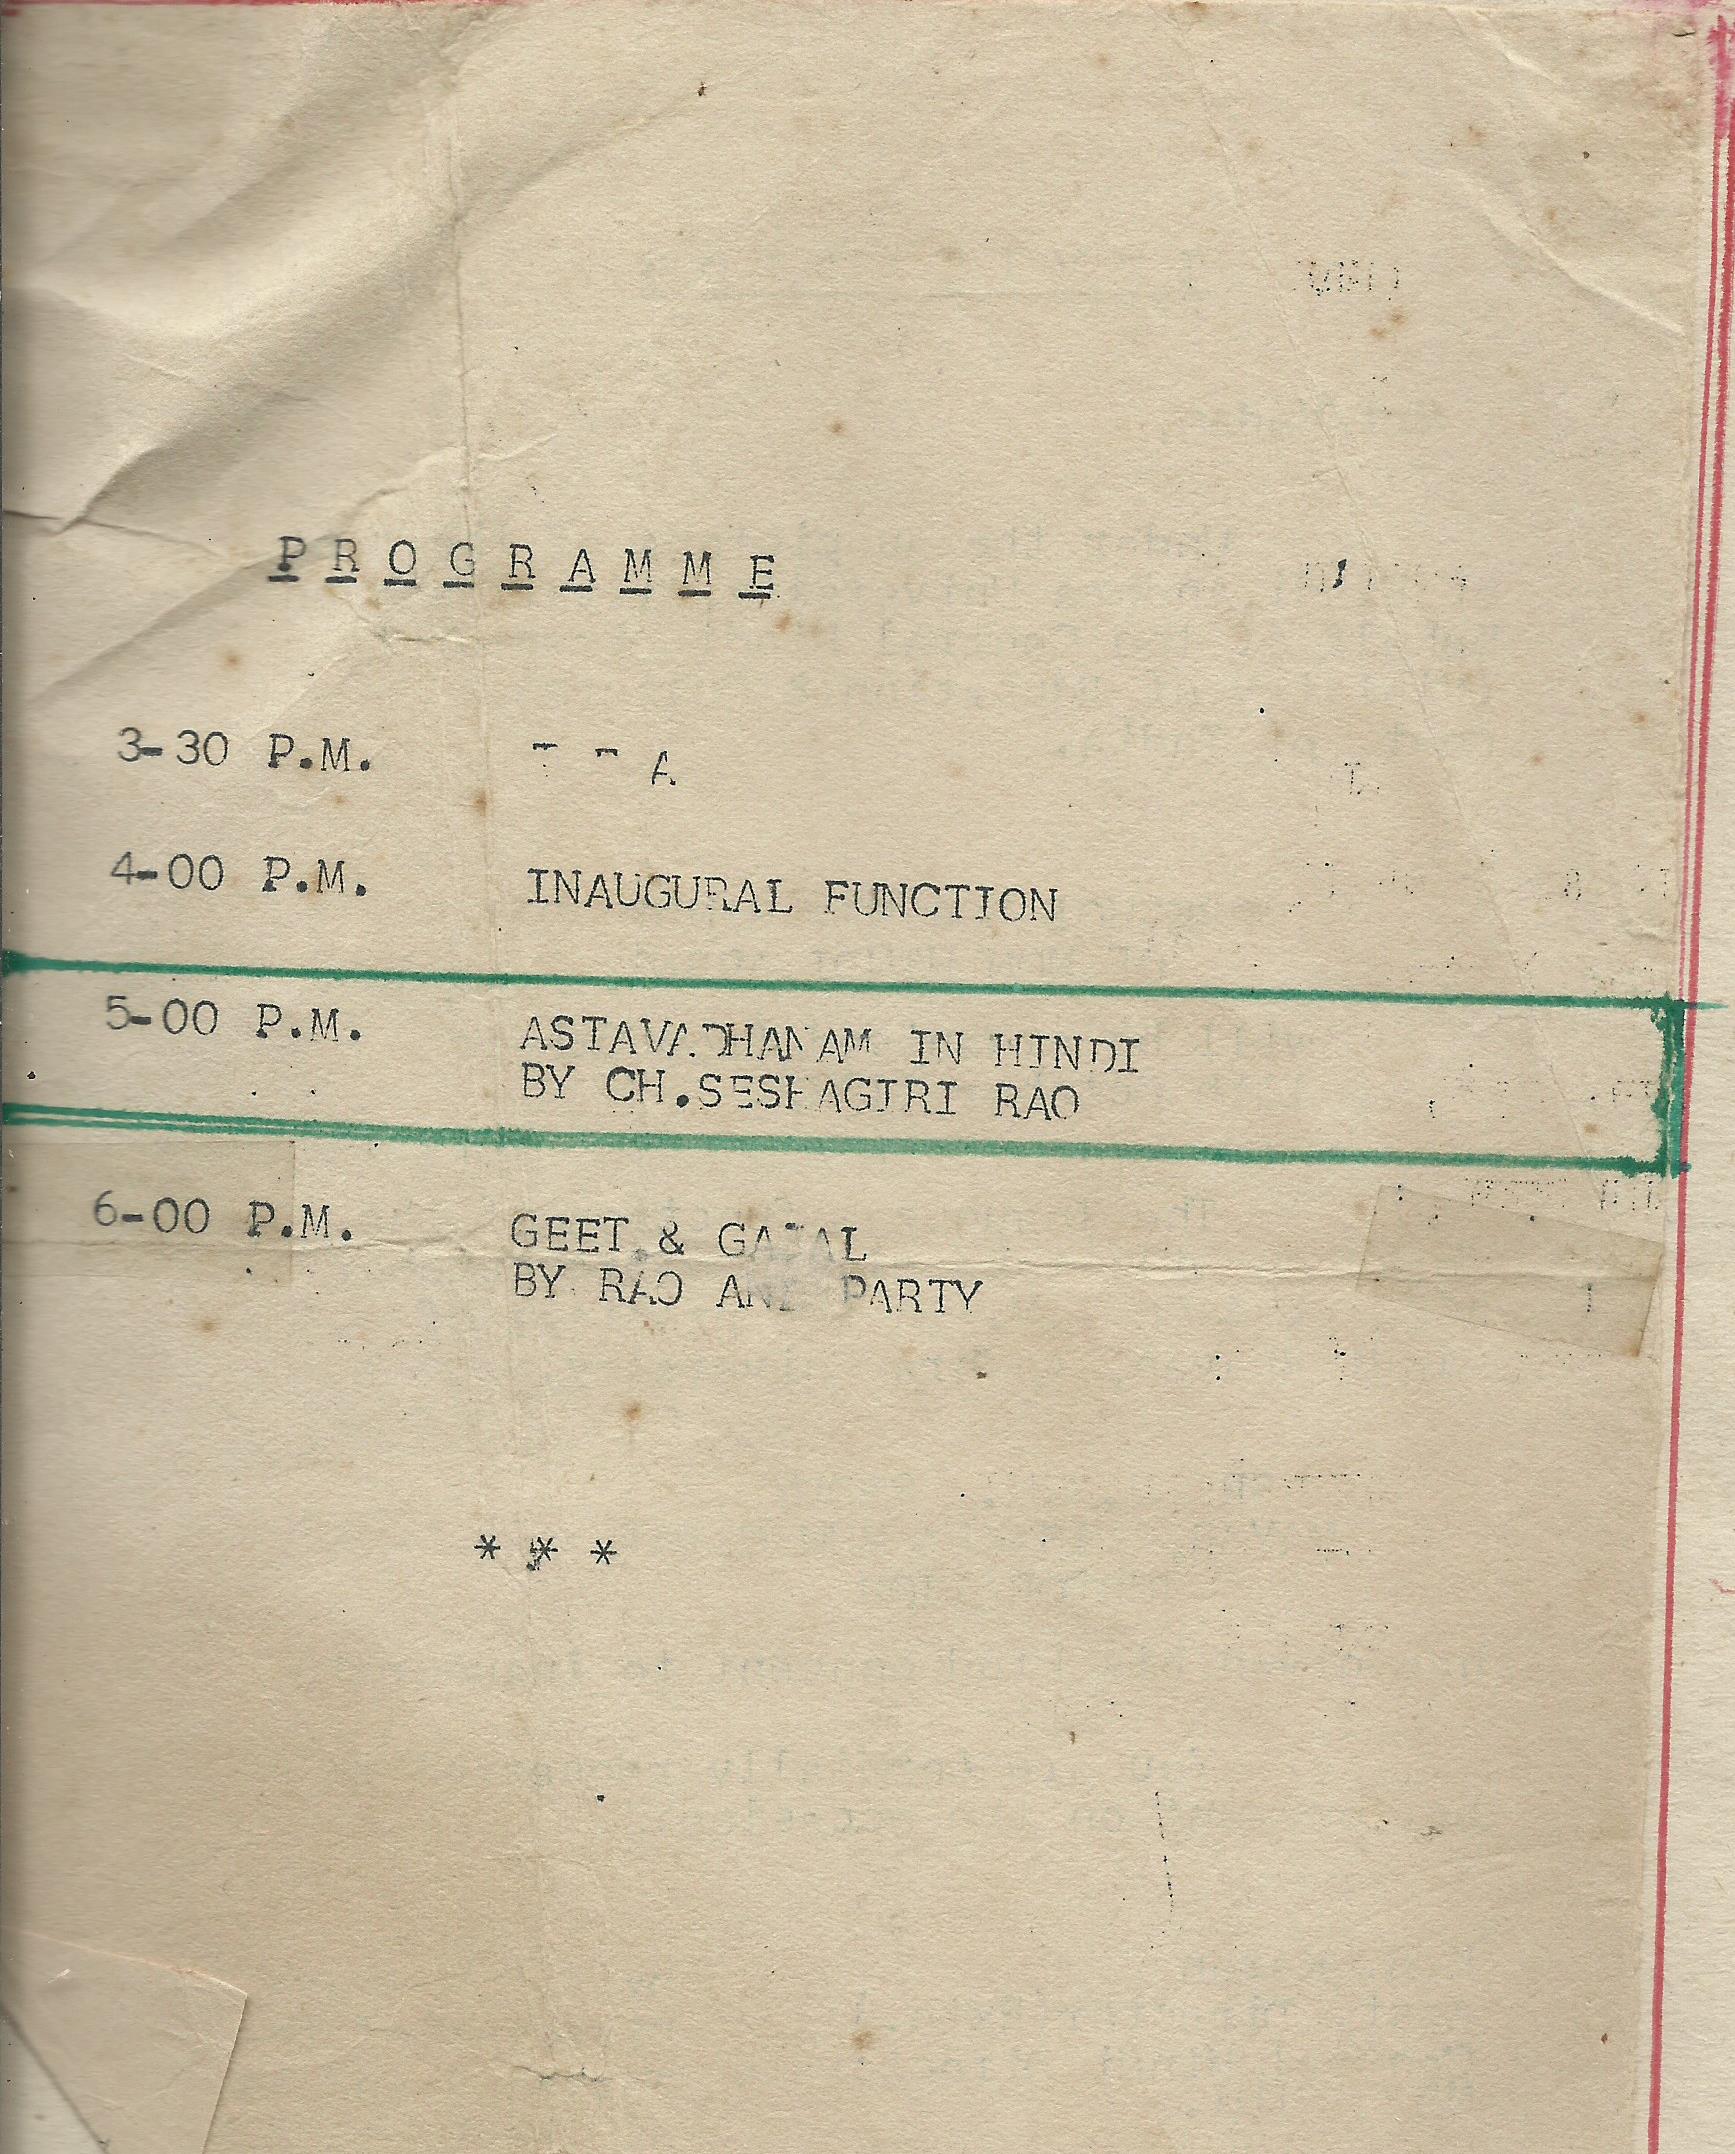 PROGRAMME
3-30 P.M.
4-00 P.M. INAUGURAL FUNCTION
5-00 P.M. ASTAVADHANAM IN HINDI
BY CH.SESHAGIRI RAO
6-00 P.M. GEET & GAZAL
BY RAO AND PARTY
* * *